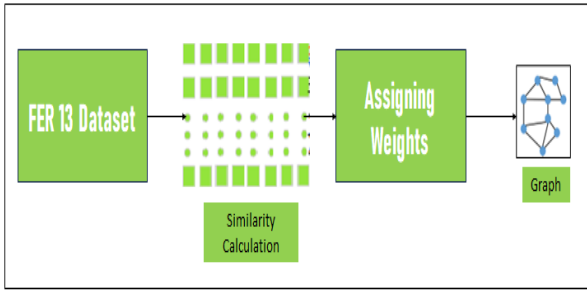 FER 13 Dataset
Assigning
Weights
Similarity
Calculation
Graph